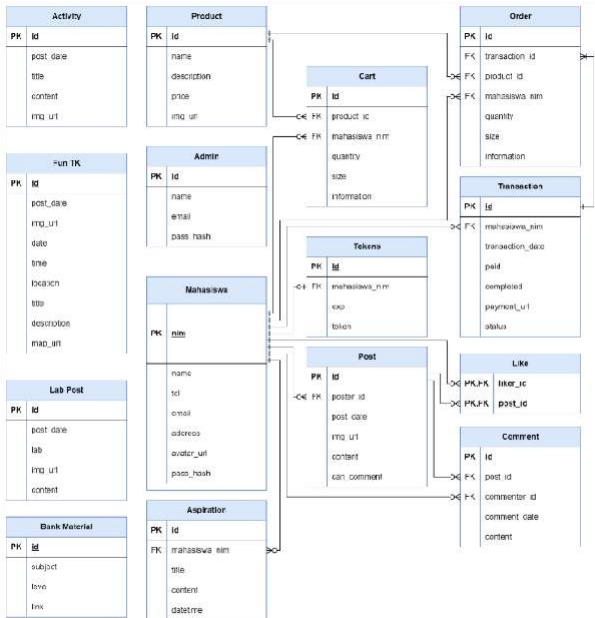 Activity
PK id
post_date
title
content
img_url
Product
PK id
name
description
price
img_url
Order
PK id
FK transaction_id
FK product_id
FK mahasiswa_nim
quantity
size
information
Cart
PK id
FK product_id
FK mahasiswa_nim
quantity
size
information
Fun TK
PK id
post_date
img_url
date
time
location
title
description
map_url
Admin
PK id
name
email
pass_hash
Transaction
PK id
FK mahasiswa_nim
transaction_date
paid
completed
payment_url
status
Tokens
PK id
FK mahasiswa_nim
exp
token
Mahasiswa
PK nim
name
tel
email
address
avatar_url
pass_hash
Post
PK id
FK poster_id
post_date
img_url
content
can_comment
Like
PK,FK liker_id
PK,FK post_id
Lab Post
PK id
post_date
lab
img_url
content
Comment
PK id
FK post_id
FK commenter_id
comment_date
content
Aspiration
PK id
FK mahasiswa_nim
title
content
datetime
Bank Material
PK id
subject
link